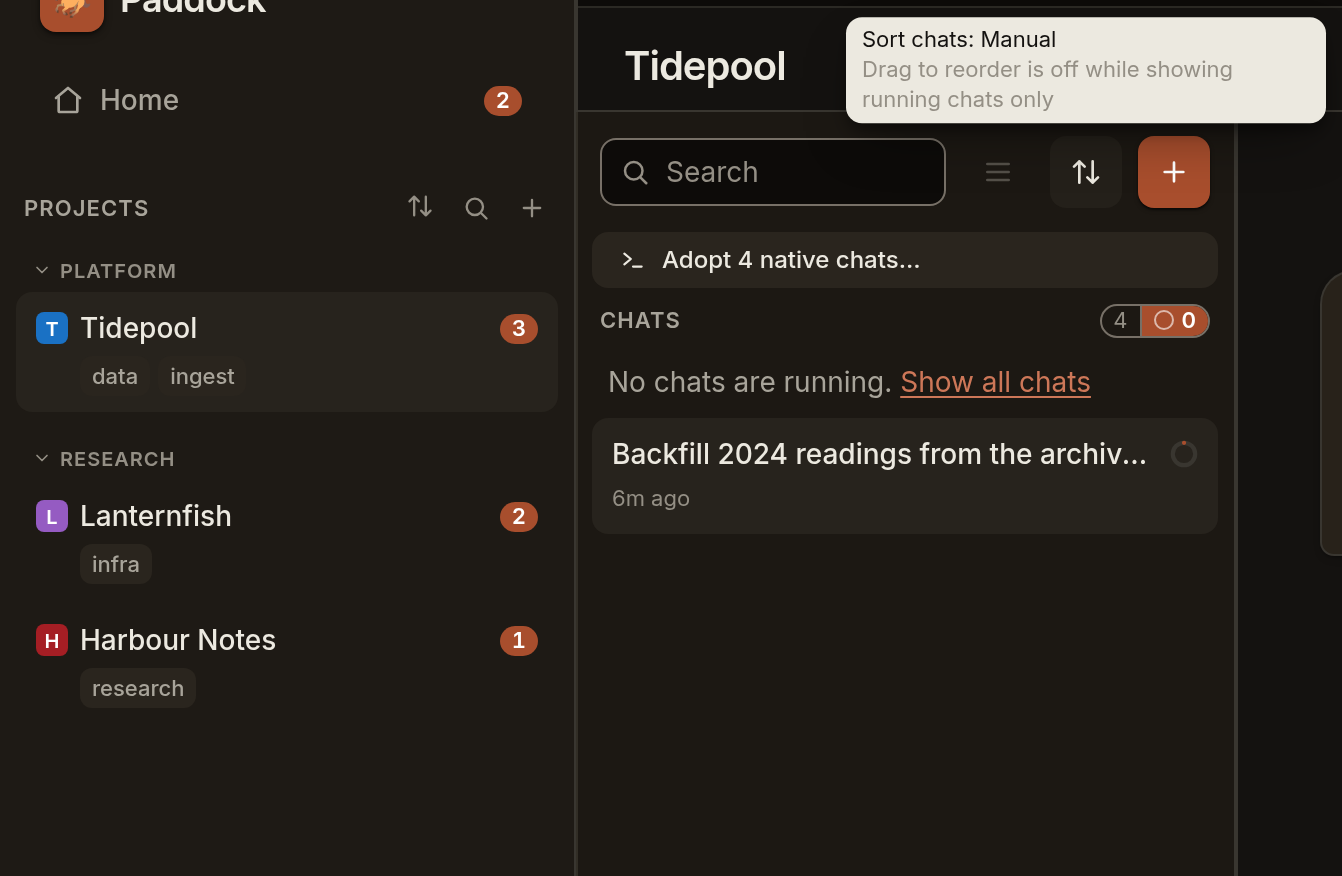 Paddock
Home
2
PROJECTS
PLATFORM
T Tidepool 3
data ingest
RESEARCH
L Lanternfish 2
infra
H Harbour Notes 1
research
Tidepool
Sort chats: Manual
Drag to reorder is off while showing
running chats only
Search
Adopt 4 native chats...
CHATS
4 0
No chats are running. Show all chats
Backfill 2024 readings from the archiv...
6m ago